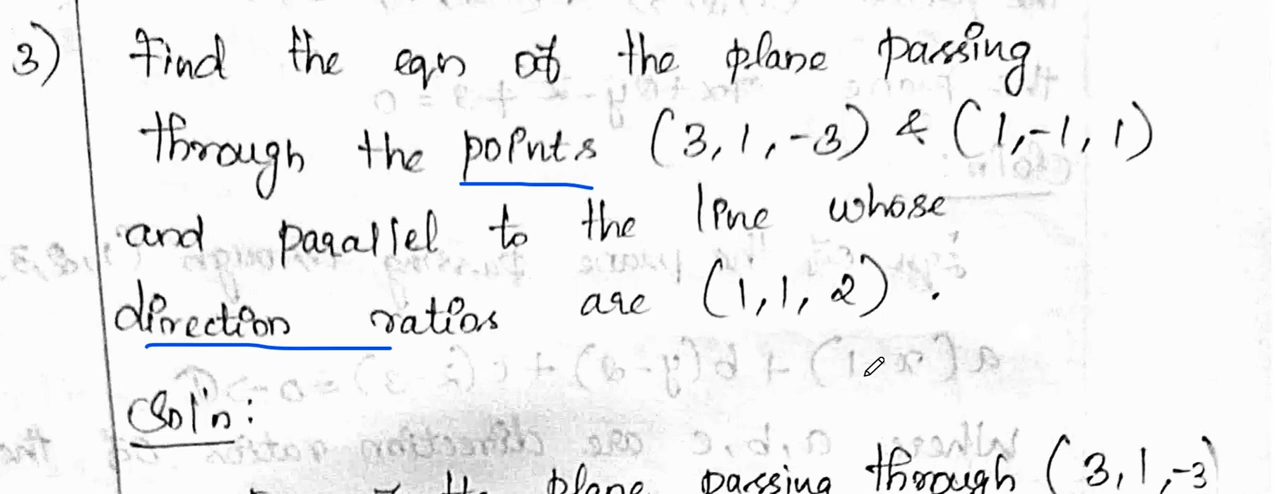 3) Find the eqn of the plane passing
through the points (3, 1, -3) & (1, -1, 1)
and parallel to the line whose
direction ratios are (1, 1, 2).
Sol'n:
the plane passing through (3, 1, -3)